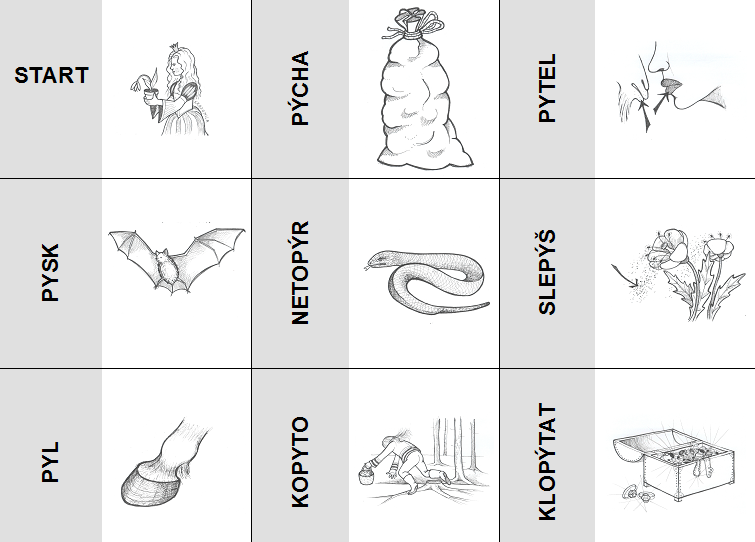 START
PÝCHA
PYTEL
PYSK
NETOPÝR
SLEPÝŠ
PYL
KOPYTO
KLOPÝTAT